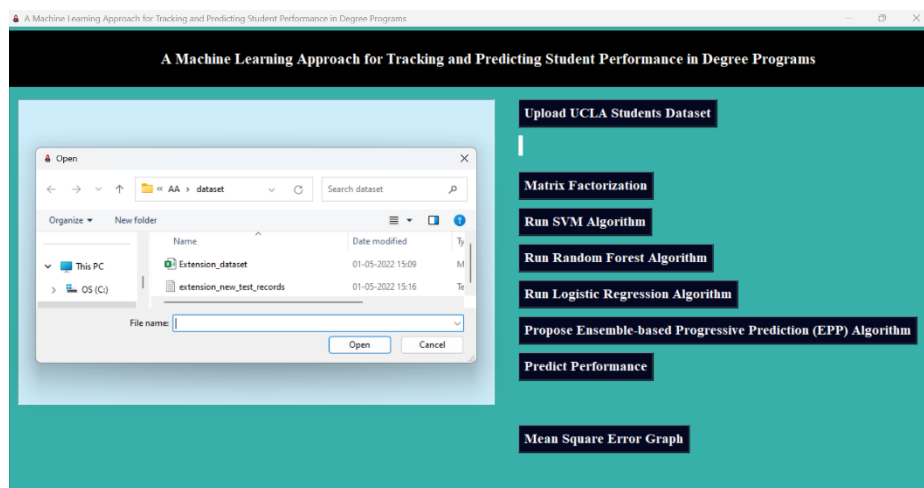 A Machine Learning Approach for Tracking and Predicting Student Performance in Degree Programs
A Machine Learning Approach for Tracking and Predicting Student Performance in Degree Programs
Upload UCLA Students Dataset
Open
« AA › dataset
Search dataset
Organize
New folder
Name
Date modified
Ty
This PC
Extension_dataset
01-05-2022 15:09
M
OS (C:)
extension_new_test_records
01-05-2022 15:16
Te
File name:
Open
Cancel
Matrix Factorization
Run SVM Algorithm
Run Random Forest Algorithm
Run Logistic Regression Algorithm
Propose Ensemble-based Progressive Prediction (EPP) Algorithm
Predict Performance
Mean Square Error Graph